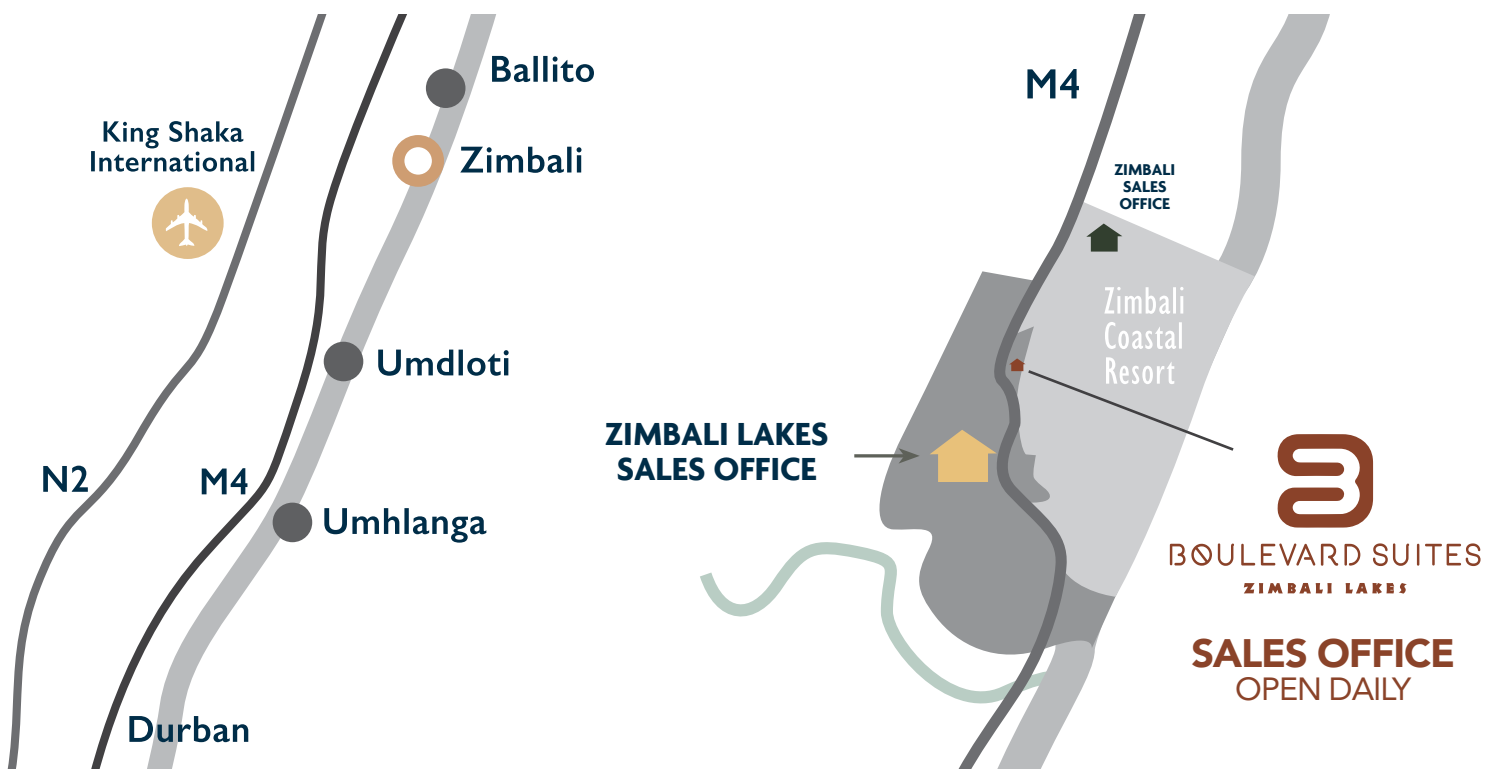 Ballito
King Shaka
International
Zimbali
Umdloti
N2
M4
Umhlanga
Durban
M4
ZIMBALI
SALES
OFFICE
Zimbali
Coastal
Resort
ZIMBALI LAKES
SALES OFFICE
BOULEVARD SUITES
ZIMBALI LAKES
SALES OFFICE
OPEN DAILY